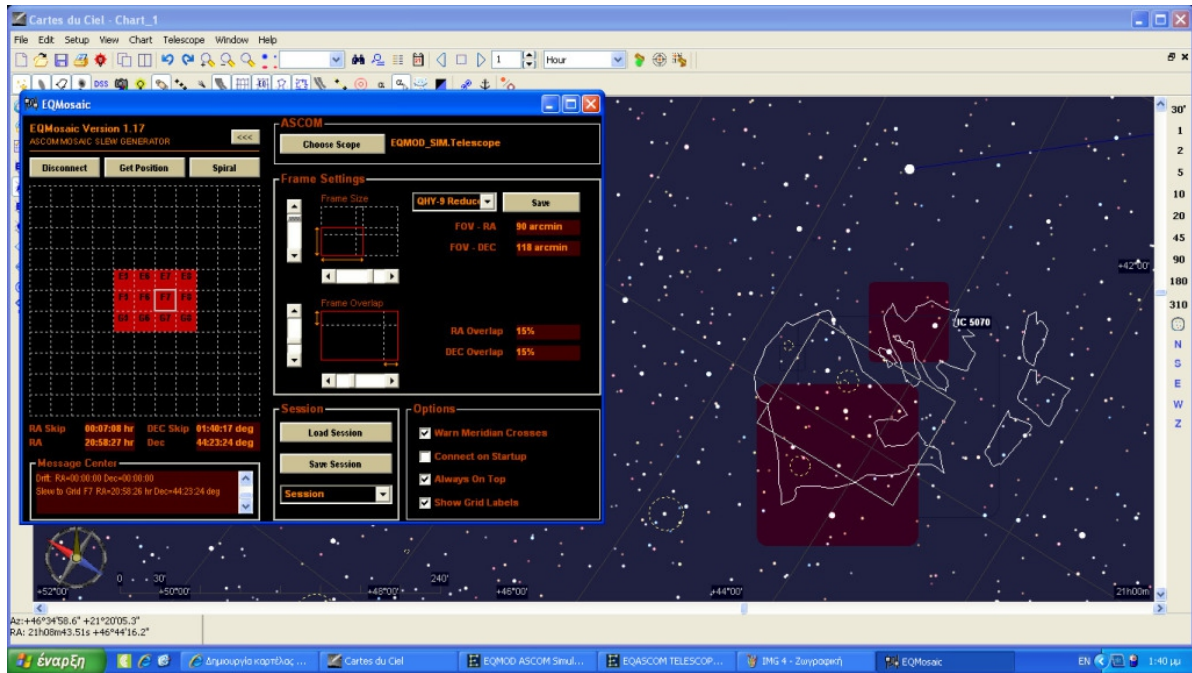 Cartes du Ciel - Chart_1
File Edit Setup View Chart Telescope Window Help
DSS
1 Hour
EQMosaic
EQMosaic Version 1.17
ASCOM MOSAIC SLEW GENERATOR
<<<
Disconnect Get Position Spiral
E6 E7 E8
F6 F7 F8
G6 G7 G8
RA Skip 00:07:08 hr DEC Skip 01:40:17 deg
RA 20:58:27 hr Dec 44:23:24 deg
Message Center
Drift: RA=00:00:00 Dec=00:00:00
Slew to Grid F7 RA=20:58:26 hr Dec=44:23:24 deg
ASCOM
Choose Scope EQMOD_SIM.Telescope
Frame Settings
Frame Size
QHY-9 Reduc Save
FOV - RA 90 arcmin
FOV - DEC 118 arcmin
Frame Overlap
RA Overlap 15%
DEC Overlap 15%
Session
Load Session
Save Session
Session
Options
Warn Meridian Crosses
Connect on Startup
Always On Top
Show Grid Labels
IC 5070
+42°00'
30'
1
2
5
10
20
45
90
180
310
N
S
E
W
Z
0 30' 240'
+52°00' +50°00' +48°00' +46°00' +44°00' 21h00m
Az:+46°34'58.6" +21°20'05.3"
RA: 21h08m43.51s +46°44'16.2"
έναρξη
Δημιουργία καρτέλας ...
Cartes du Ciel
EQMOD ASCOM Simul...
EQASCOM TELESCOP...
IMG 4 - Ζωγραφική
EQMosaic
EN
1:40 μμ